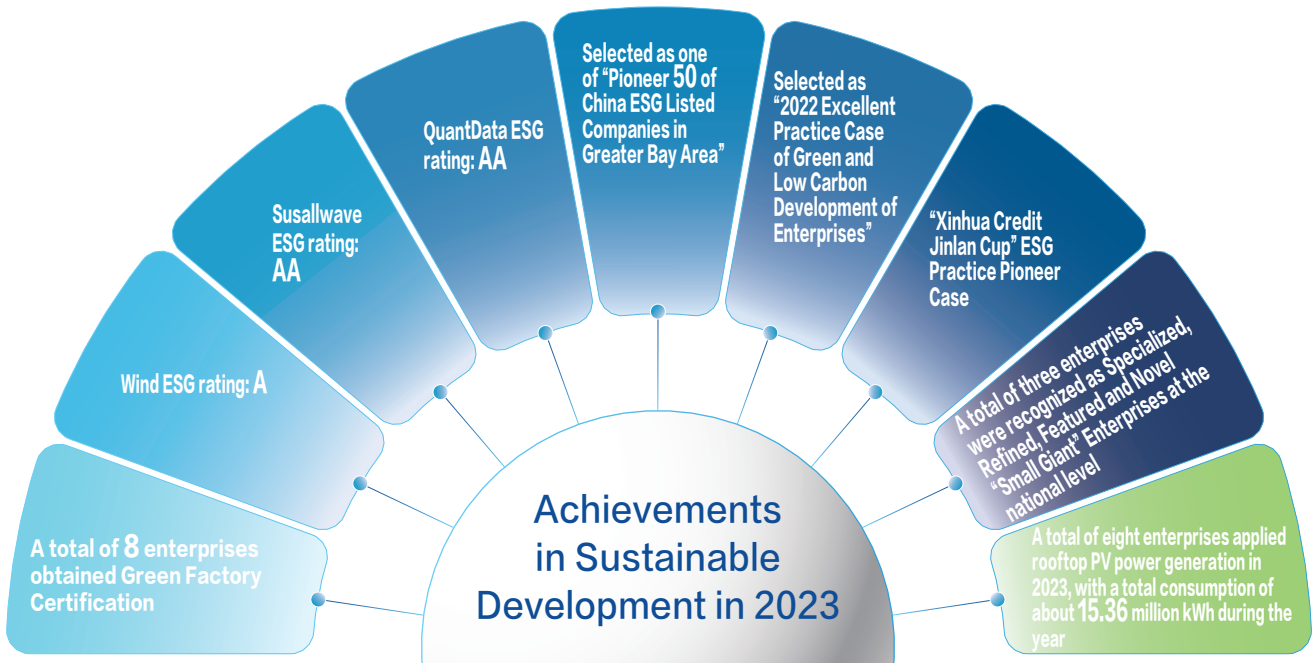 A total of 8 enterprises
obtained Green Factory
Certification
Wind ESG rating: A
Susallwave
ESG rating:
AA
QuantData ESG
rating: AA
Selected as one
of “Pioneer 50 of
China ESG Listed
Companies in
Greater Bay Area”
Selected as
“2022 Excellent
Practice Case
of Green and
Low Carbon
Development of
Enterprises”
“Xinhua Credit
Jinlan Cup” ESG
Practice Pioneer
Case
A total of three enterprises
were recognized as Specialized,
Refined, Featured and Novel
“Small Giant” Enterprises at the
national level
A total of eight enterprises applied
rooftop PV power generation in
2023, with a total consumption of
about 15.36 million kWh during the
year
Achievements
in Sustainable
Development in 2023